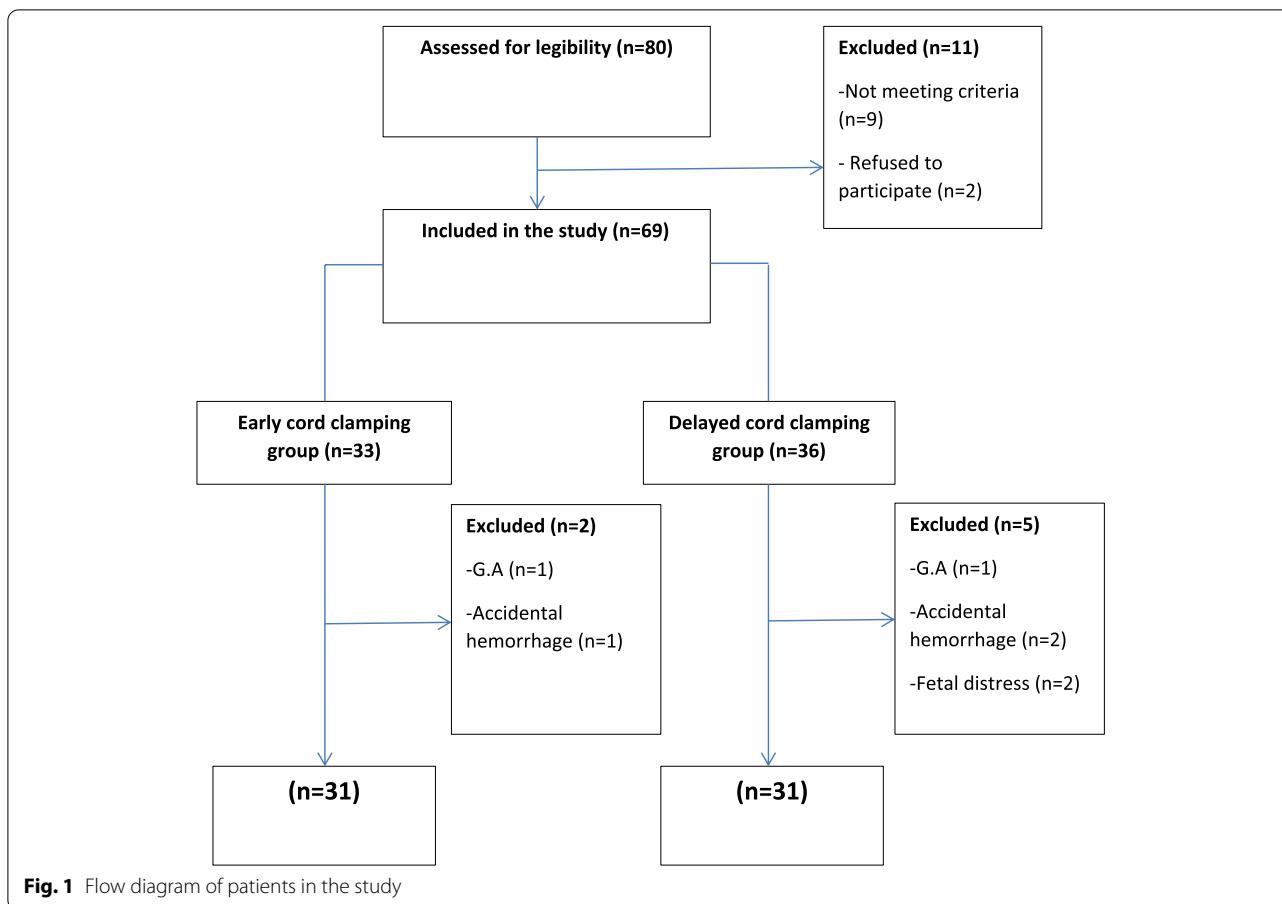 Assessed for legibility (n=80)
Excluded (n=11)
-Not meeting criteria
(n=9)
- Refused to
participate (n=2)
Included in the study (n=69)
Early cord clamping
group (n=33)
Delayed cord clamping
group (n=36)
Excluded (n=2)
-G.A (n=1)
-Accidental
hemorrhage (n=1)
Excluded (n=5)
-G.A (n=1)
-Accidental
hemorrhage (n=2)
-Fetal distress (n=2)
(n=31)
(n=31)
Fig. 1 Flow diagram of patients in the study